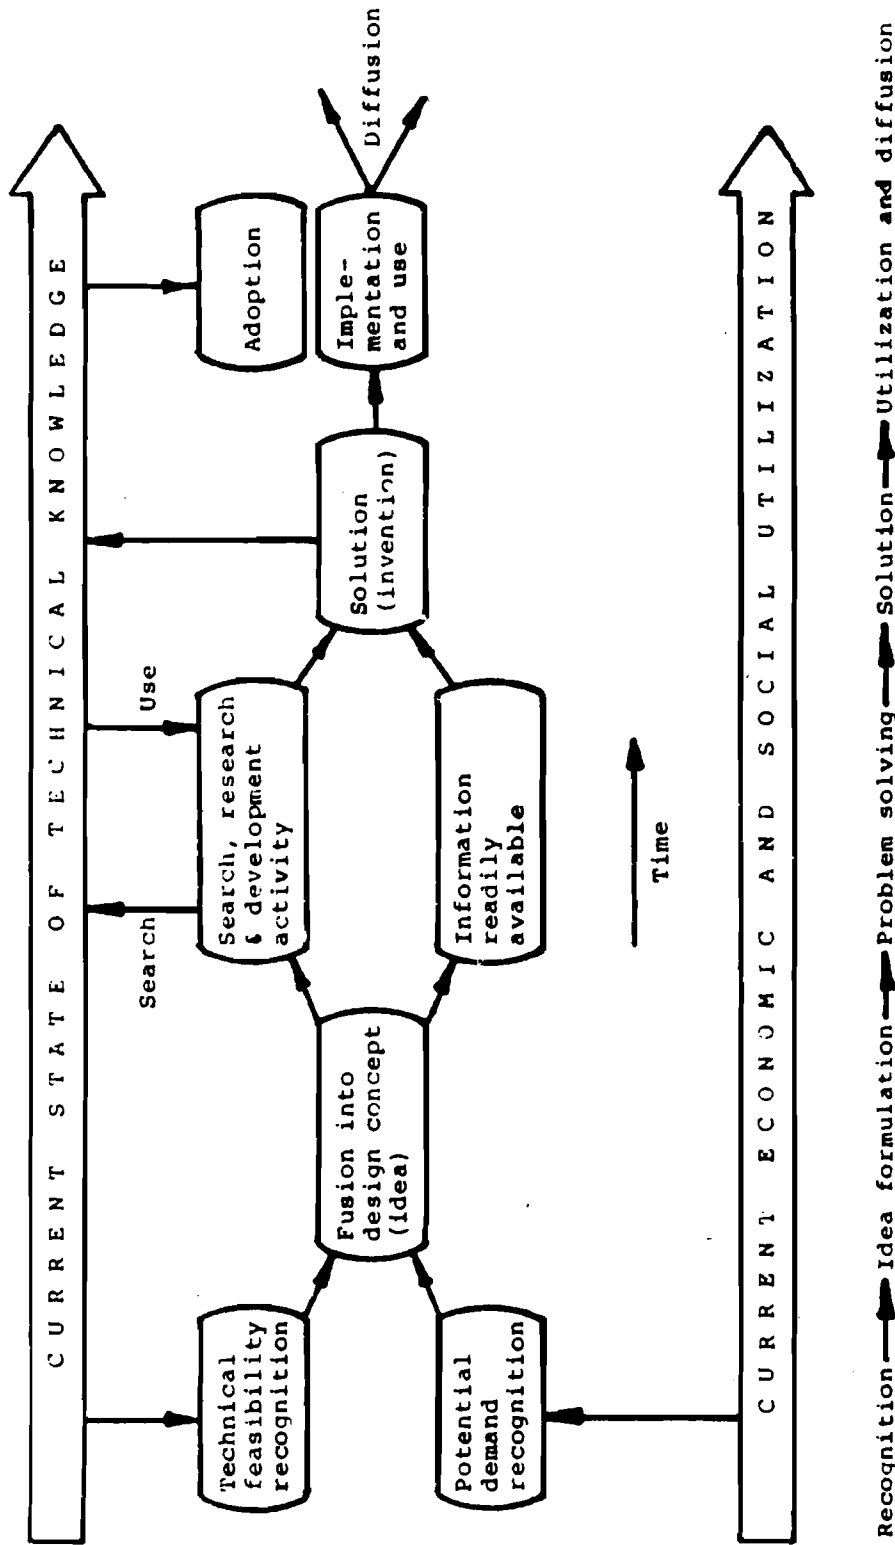 CURRENT STATE OF TECHNICAL KNOWLEDGE
Search
Use
Technical
feasibility
recognition
Search, research
& development
activity
Adoption
Fusion into
design concept
(idea)
Solution
(invention)
Imple-
mentation
and use
Diffusion
Potential
demand
recognition
Information
readily
available
Time
CURRENT ECONOMIC AND SOCIAL UTILIZATION
Recognition Idea formulation Problem solving Solution Utilization and diffusion